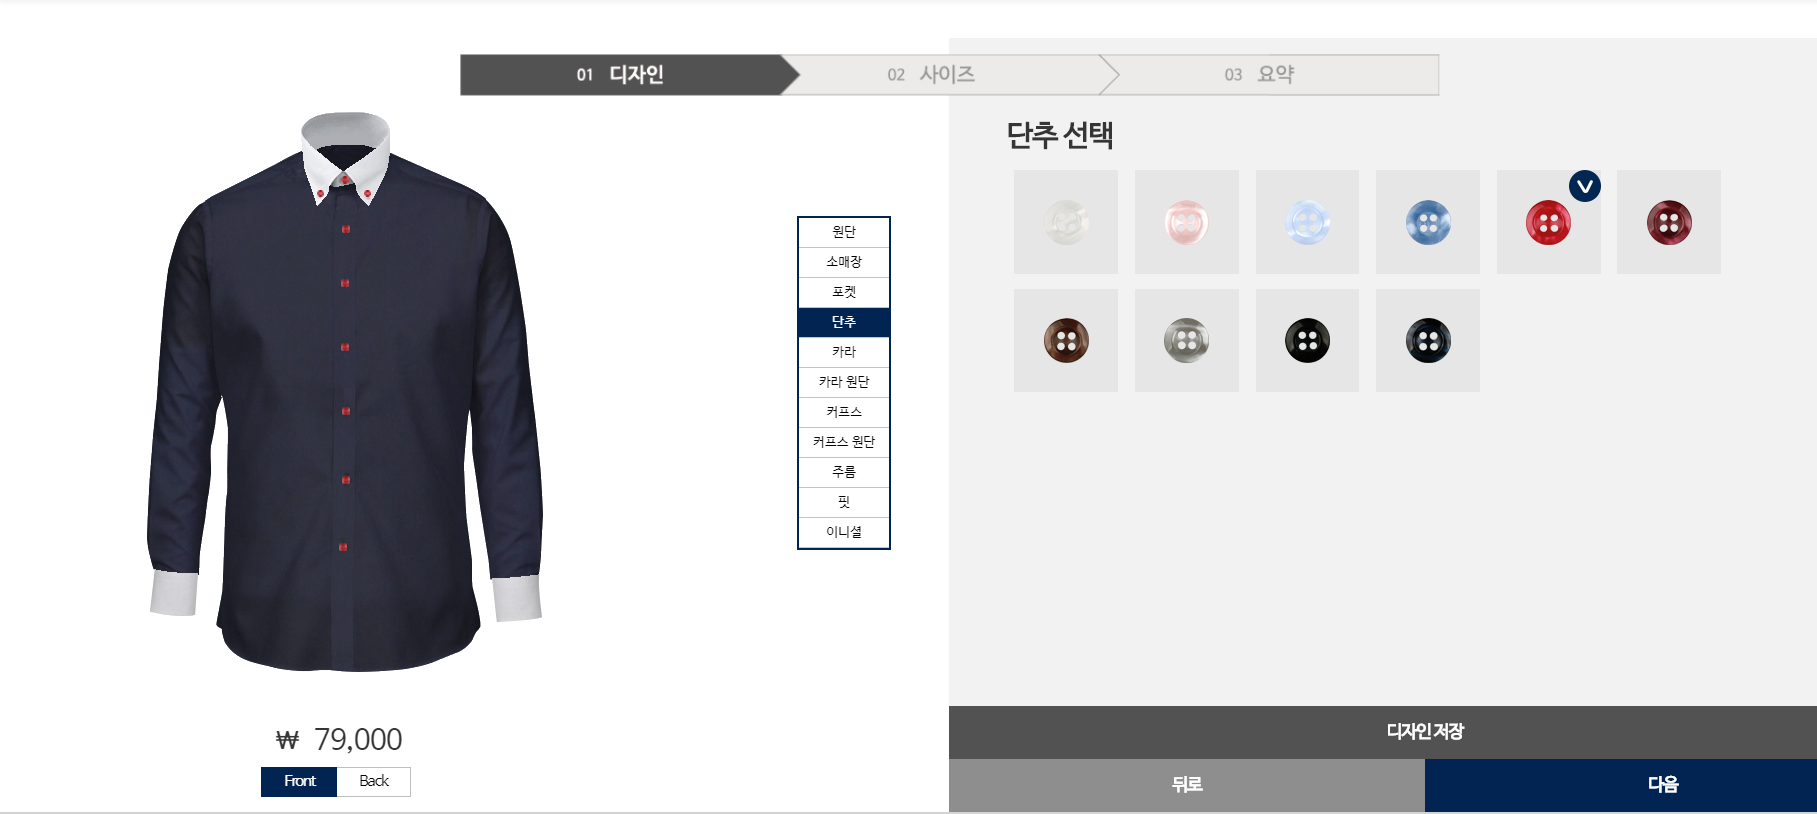 01 디자인
02 사이즈
03 요약
단추 선택
원단
소매장
포켓
단추
카라
카라 원단
커프스
커프스 원단
주름
핏
이니셜
₩ 79,000
Front
Back
디자인 저장
뒤로
다음